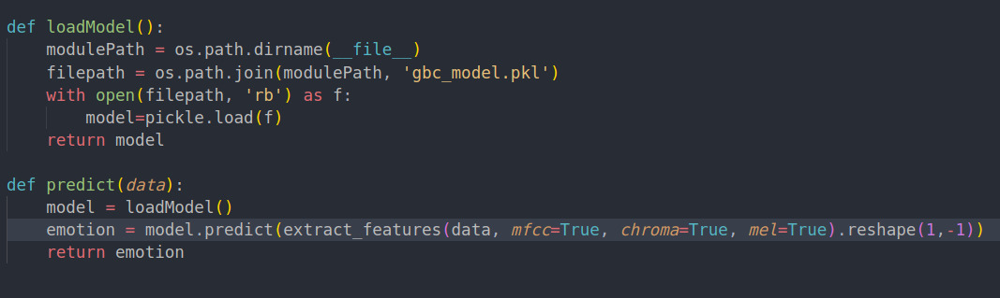 def loadModel():
    modulePath = os.path.dirname(__file__)
    filepath = os.path.join(modulePath, 'gbc_model.pkl')
    with open(filepath, 'rb') as f:
        model=pickle.load(f)
    return model

def predict(data):
    model = loadModel()
    emotion = model.predict(extract_features(data, mfcc=True, chroma=True, mel=True).reshape(1,-1))
    return emotion